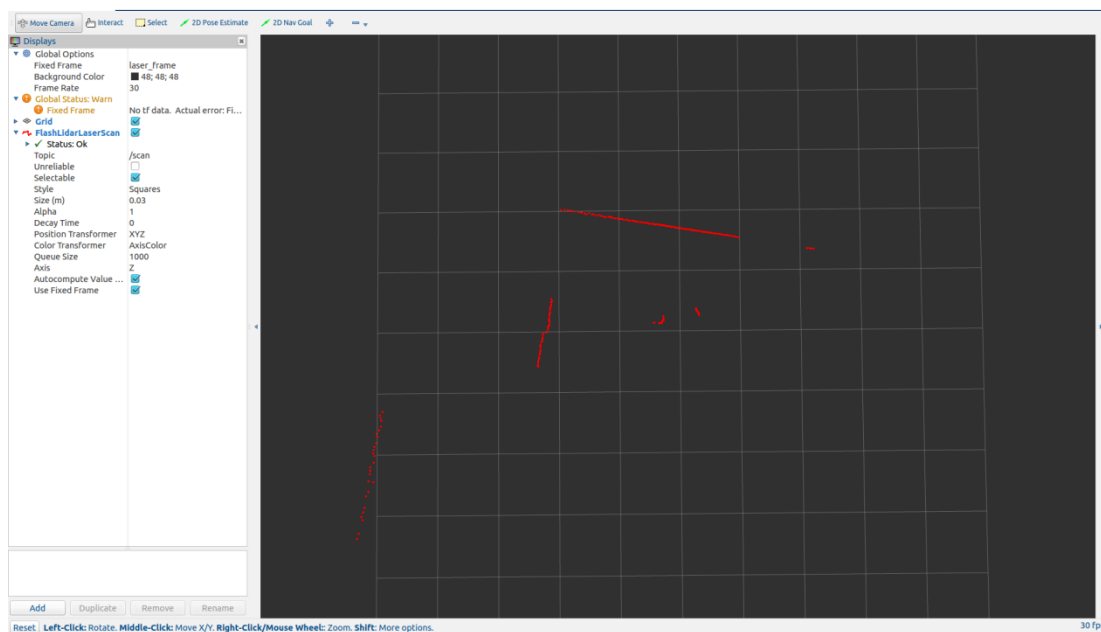 Move Camera Interact Select 2D Pose Estimate 2D Nav Goal
Displays
Global Options
Fixed Frame laser_frame
Background Color 48; 48; 48
Frame Rate 30
Global Status: Warn
Fixed Frame No tf data. Actual error: Fi...
Grid
FlashLidarLaserScan
Status: Ok
Topic /scan
Unreliable
Selectable
Style Squares
Size (m) 0.03
Alpha 1
Decay Time 0
Position Transformer XYZ
Color Transformer AxisColor
Queue Size 1000
Axis Z
Autocompute Value ...
Use Fixed Frame
Add Duplicate Remove Rename
Reset Left-Click: Rotate. Middle-Click: Move X/Y. Right-Click/Mouse Wheel:: Zoom. Shift: More options. 30 fp